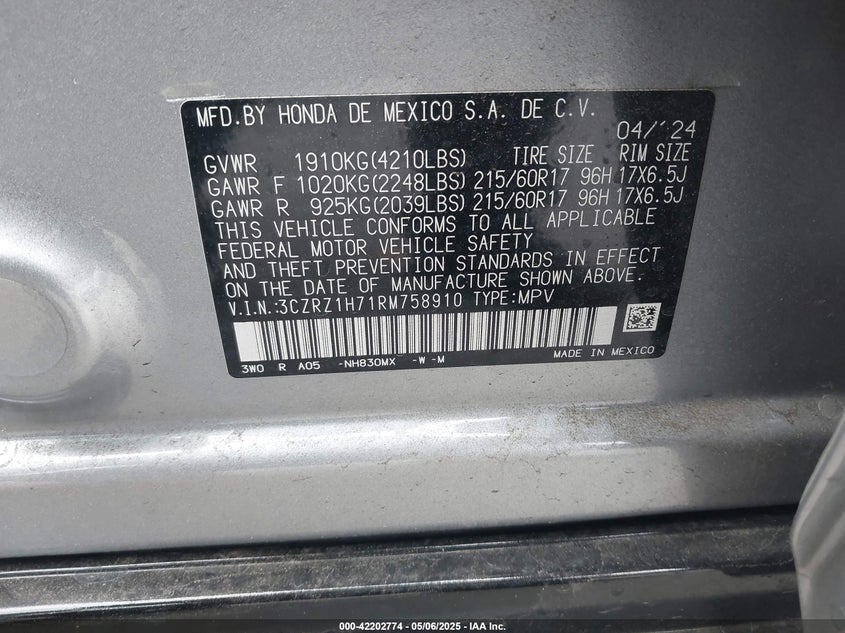 MFD.BY HONDA DE MEXICO S.A. DE C.V.
04/24
GVWR 1910KG(4210LBS) TIRE SIZE RIM SIZE
GAWR F 1020KG(2248LBS) 215/60R17 96H 17X6.5J
GAWR R 925KG(2039LBS) 215/60R17 96H 17X6.5J
THIS VEHICLE CONFORMS TO ALL APPLICABLE
FEDERAL MOTOR VEHICLE SAFETY
AND THEFT PREVENTION STANDARDS IN EFFECT
ON THE DATE OF MANUFACTURE SHOWN ABOVE.
V.I.N.:3CZRZ1H71RM758910 TYPE:MPV
3W0 R A05 -NH830MX -W -M
MADE IN MEXICO
000-42202774 - 05/06/2025 - IAA Inc.